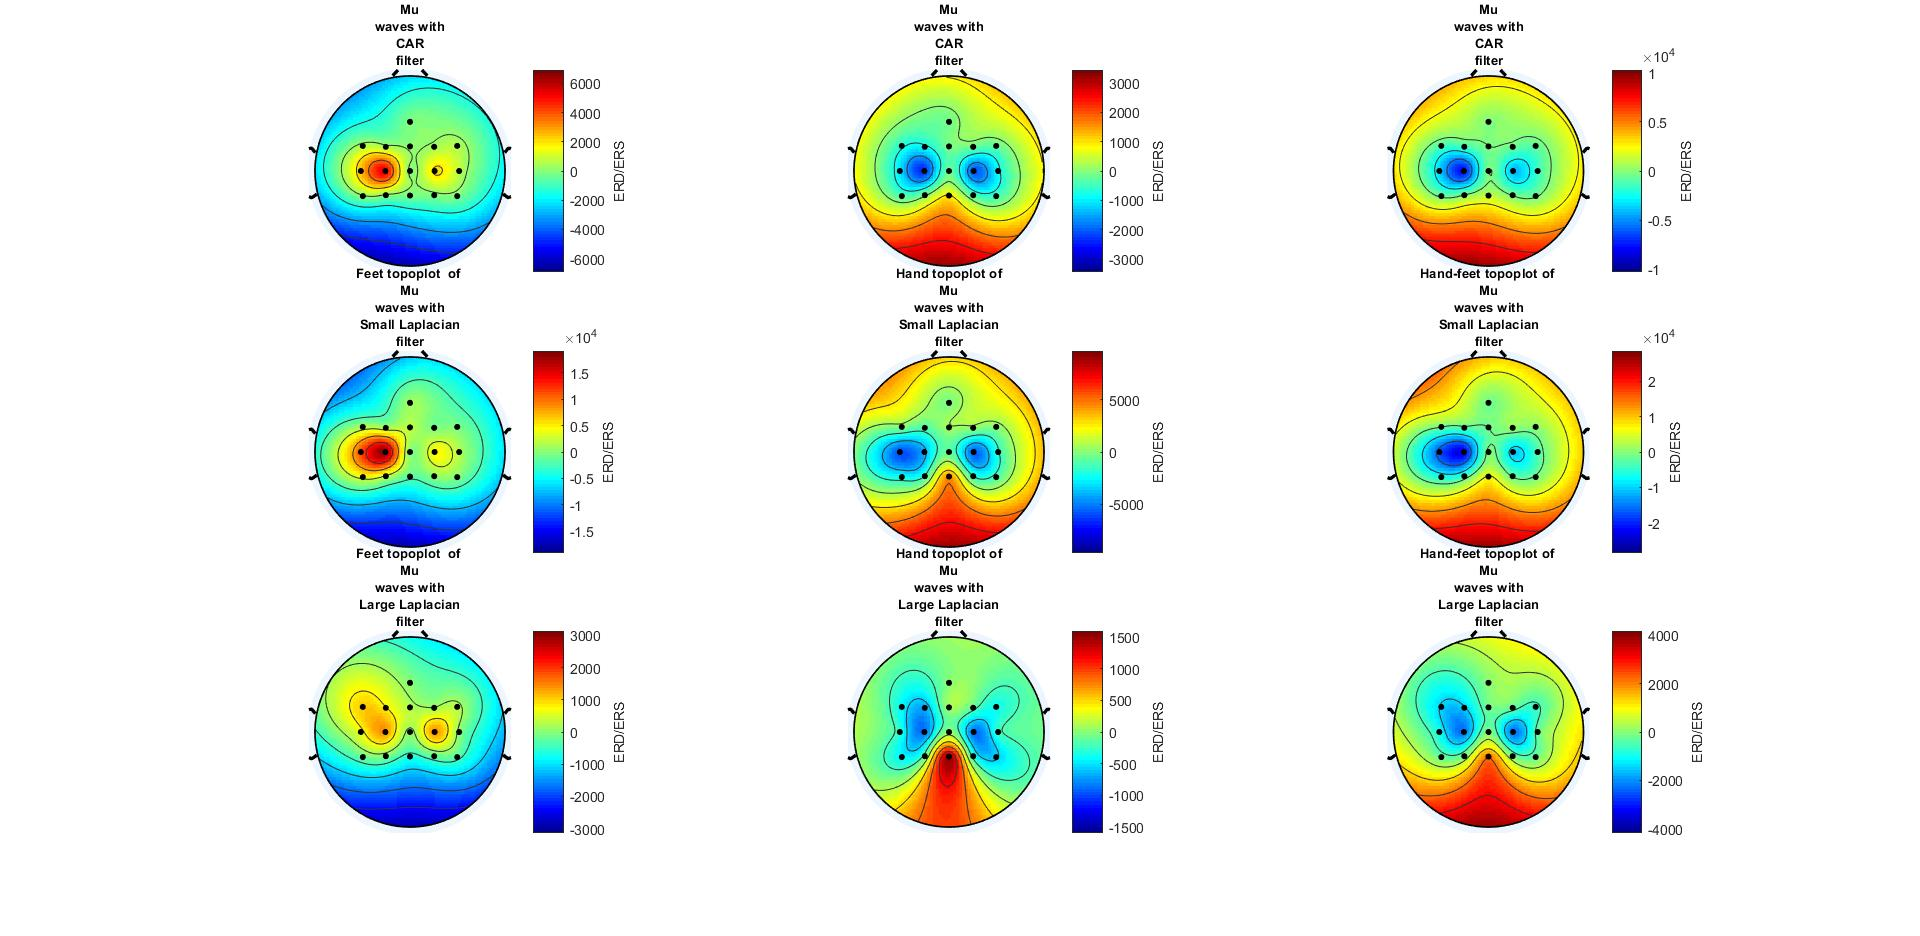 Mu
waves with
CAR
filter
6000
4000
2000
0
-2000
-4000
-6000
ERD/ERS
Mu
waves with
CAR
filter
3000
2000
1000
0
-1000
-2000
-3000
ERD/ERS
Mu
waves with
CAR
filter
×10^4
1
0.5
0
-0.5
-1
ERD/ERS
Feet topoplot  of
Mu
waves with
Small Laplacian
filter
×10^4
1.5
1
0.5
0
-0.5
-1
-1.5
ERD/ERS
Hand topoplot of
Mu
waves with
Small Laplacian
filter
5000
0
-5000
ERD/ERS
Hand-feet topoplot of
Mu
waves with
Small Laplacian
filter
×10^4
2
1
0
-1
-2
ERD/ERS
Feet topoplot  of
Mu
waves with
Large Laplacian
filter
3000
2000
1000
0
-1000
-2000
-3000
ERD/ERS
Hand topoplot of
Mu
waves with
Large Laplacian
filter
1500
1000
500
0
-500
-1000
-1500
ERD/ERS
Hand-feet topoplot of
Mu
waves with
Large Laplacian
filter
4000
2000
0
-2000
-4000
ERD/ERS